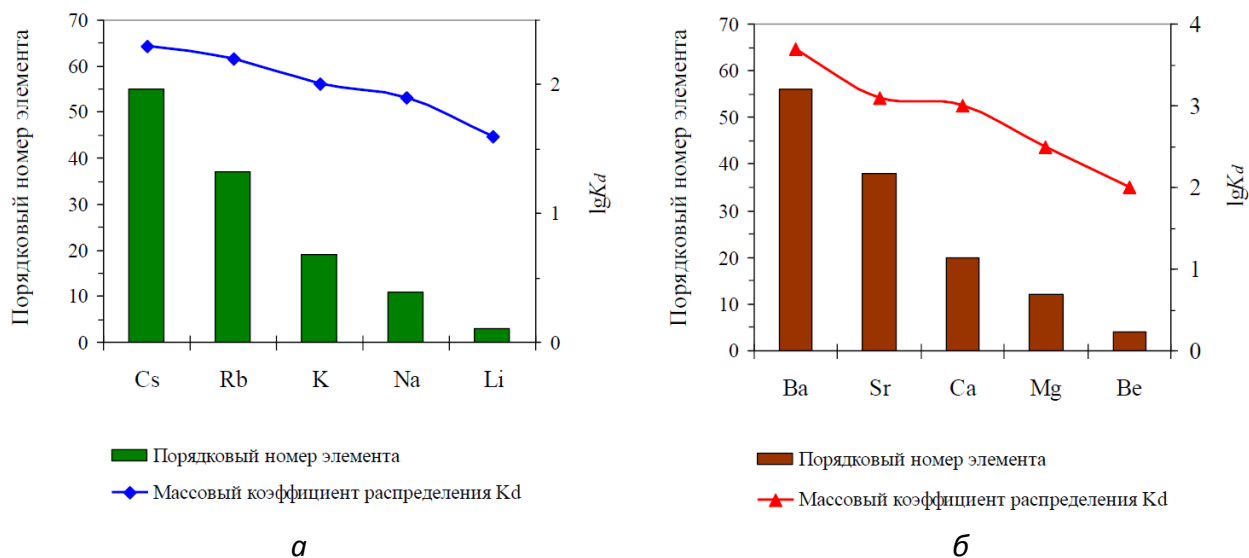 Порядковый номер элемента
70
60
50
40
30
20
10
0
2
1
0
lgKd
Cs Rb K Na Li
Порядковый номер элемента
Массовый коэффициент распределения Kd
а
Порядковый номер элемента
70
60
50
40
30
20
10
0
4
3
2
1
0
lgKd
Ba Sr Ca Mg Be
Порядковый номер элемента
Массовый коэффициент распределения Kd
б